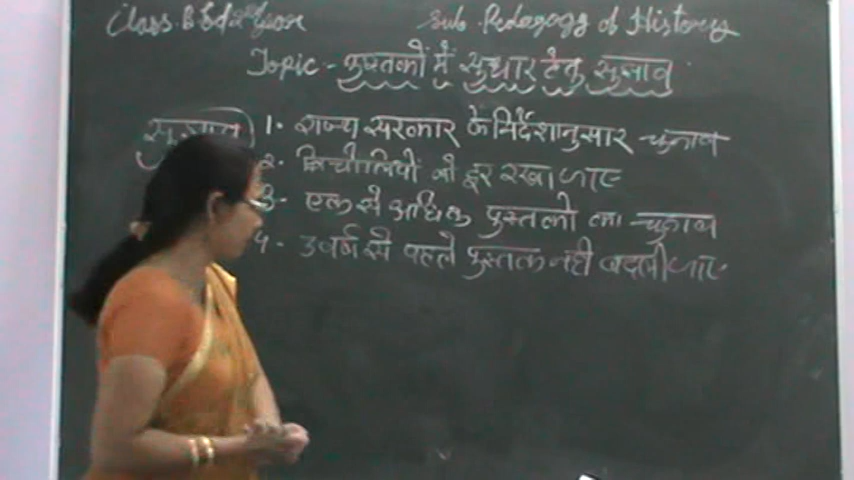 Class. B Ed 2nd Year Sub. Pedagogy of History
Topic - पुस्तकों में सुधार हेतु सुझाव
सुझाव 1. राज्य सरकार के निर्देशानुसार चुनाव
2. बिचौलियों को दूर रखा जाए
3. एक से अधिक पुस्तकों का चुनाव
4. 3 वर्ष से पहले पुस्तक नही बदली जाए